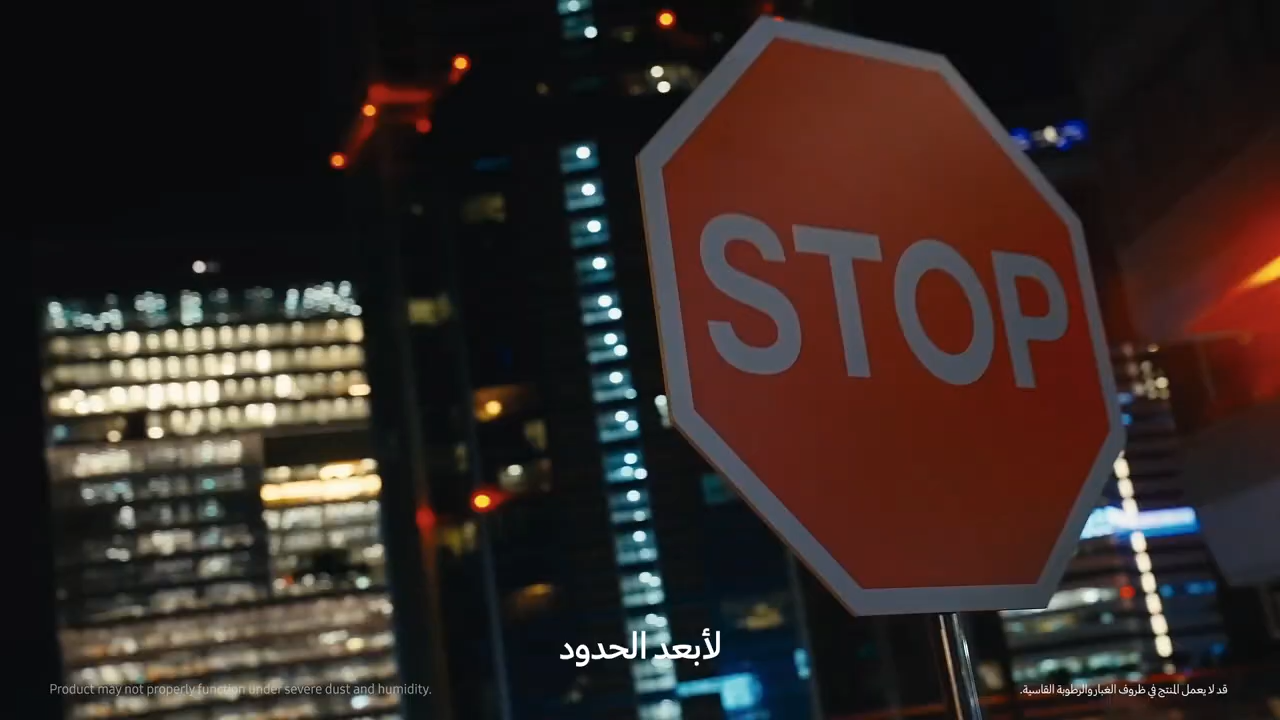 STOP
لأبعد الحدود
Product may not properly function under severe dust and humidity.
قد لا يعمل المنتج في ظروف الغبار والرطوبة القاسية.